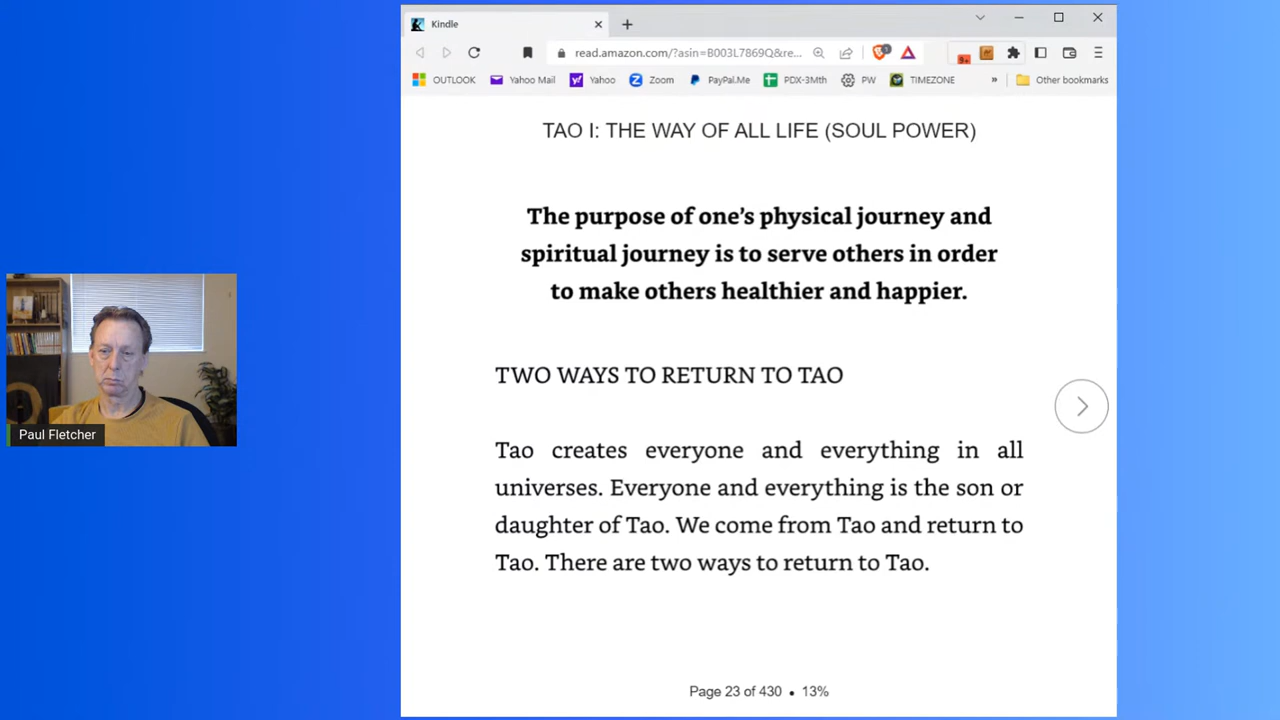 Kindle
read.amazon.com/?asin=B003L7869Q&re...
9+
OUTLOOK Yahoo Mail Yahoo Zoom PayPal.Me PDX-3Mth PW TIMEZONE » Other bookmarks
TAO I: THE WAY OF ALL LIFE (SOUL POWER)
The purpose of one’s physical journey and
spiritual journey is to serve others in order
to make others healthier and happier.
TWO WAYS TO RETURN TO TAO
Tao creates everyone and everything in all
universes. Everyone and everything is the son or
daughter of Tao. We come from Tao and return to
Tao. There are two ways to return to Tao.
Paul Fletcher
Page 23 of 430 • 13%